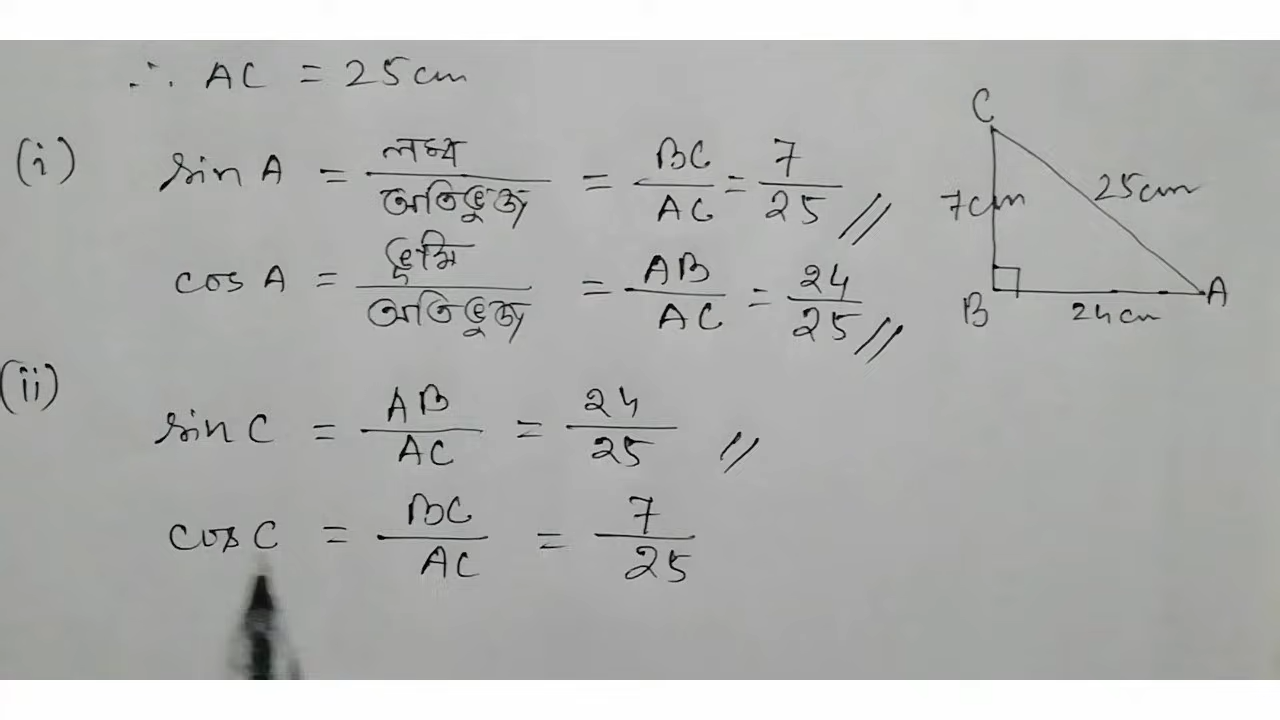 ∴ AC = 25cm
(i) sin A = লম্ব / অতিভূজ = BC / AC = 7 / 25 //
cos A = ভূমি / অতিভূজ = AB / AC = 24 / 25 //
(ii) sin C = AB / AC = 24 / 25 //
cos C = BC / AC = 7 / 25
C
7cm 25cm
B 24cm A